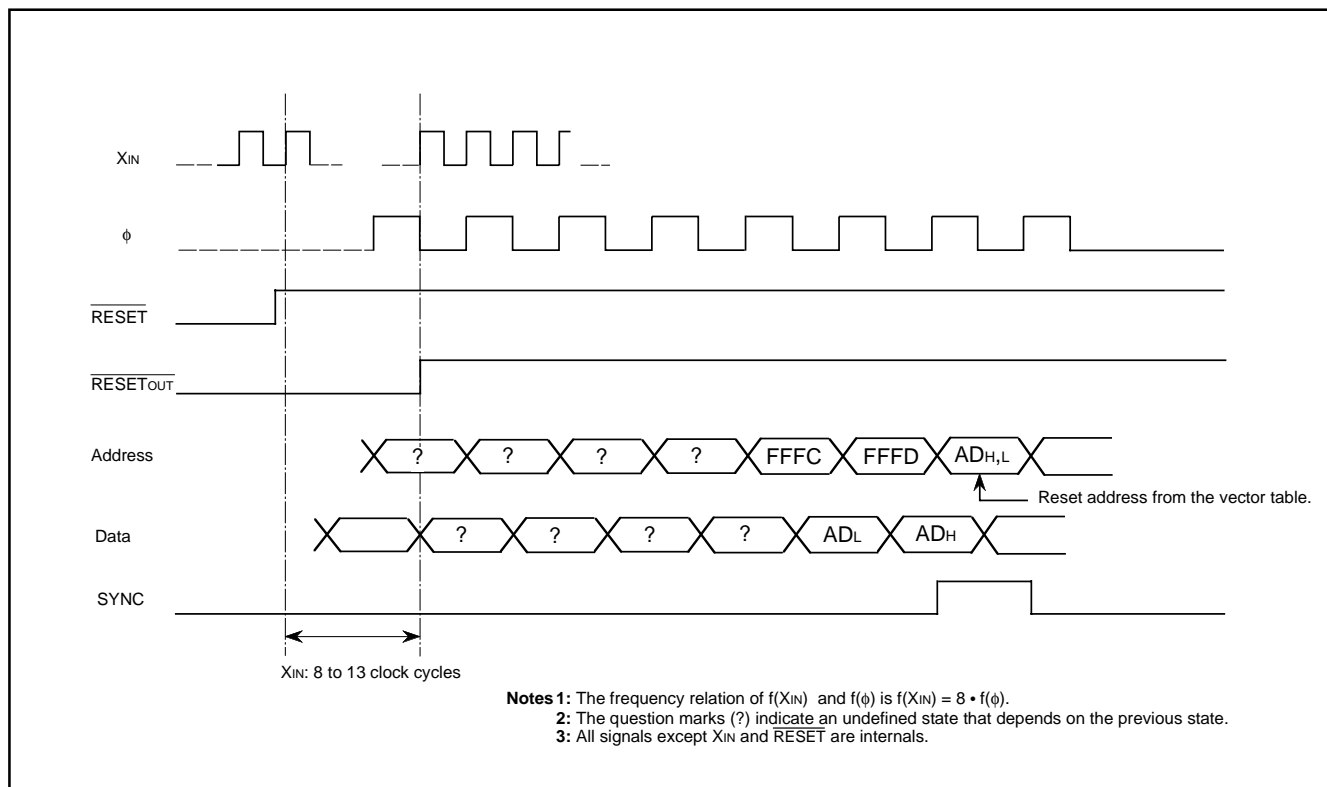 XIN
φ
RESET
RESETOUT
Address
? ? ? ? FFFC FFFD ADH,L
Reset address from the vector table.
Data
? ? ? ? ADL ADH
SYNC
XIN: 8 to 13 clock cycles
Notes 1: The frequency relation of f(XIN) and f(φ) is f(XIN) = 8 • f(φ).
2: The question marks (?) indicate an undefined state that depends on the previous state.
3: All signals except XIN and RESET are internals.